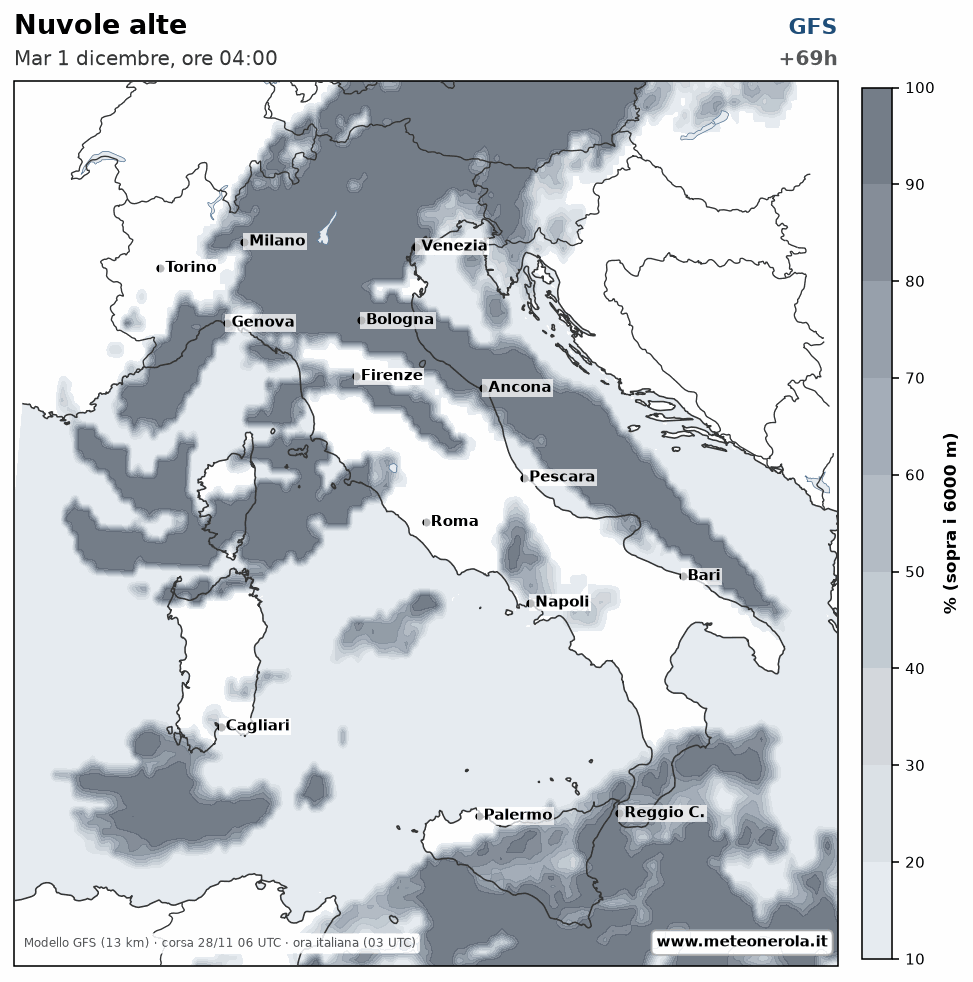 Nuvole alte
GFS
Mar 1 dicembre, ore 04:00
+69h
100
90
80
70
60
50
40
30
20
10
% (sopra i 6000 m)
Milano
Venezia
Torino
Genova
Bologna
Firenze
Ancona
Pescara
Roma
Bari
Napoli
Cagliari
Palermo
Reggio C.
Modello GFS (13 km) · corsa 28/11 06 UTC · ora italiana (03 UTC)
www.meteonerola.it